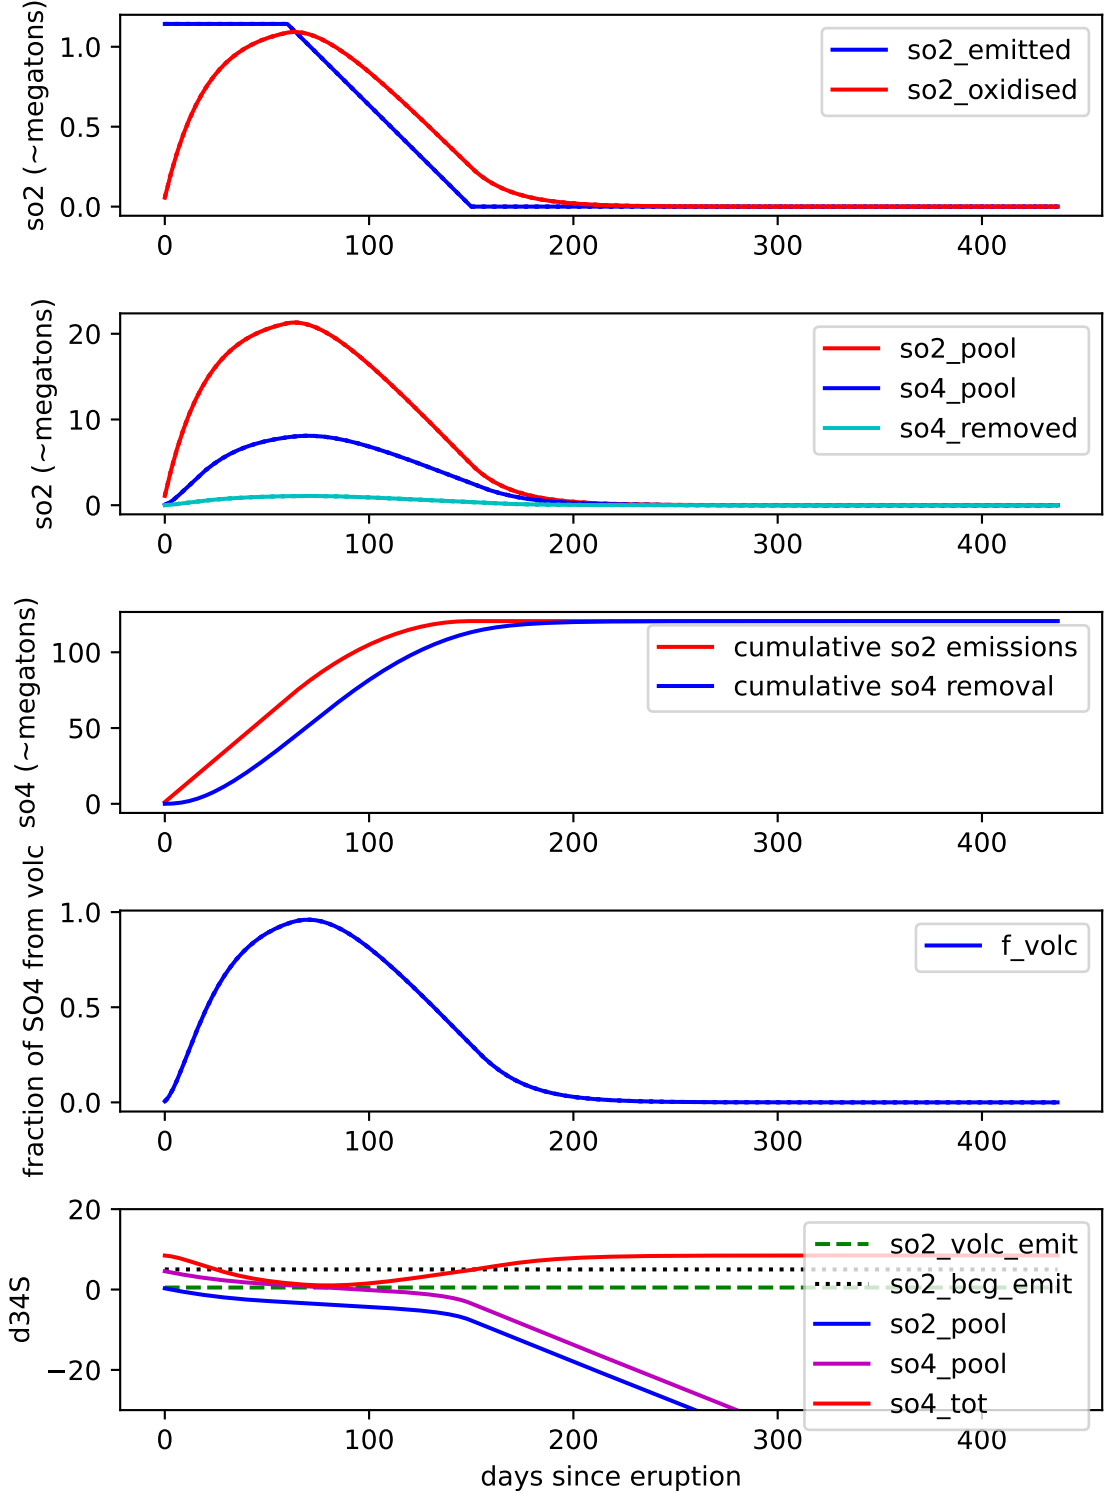 so2 (~megatons)
1.0
0.5
0.0
so2_emitted
so2_oxidised
0 100 200 300 400
so2 (~megatons)
20
10
0
so2_pool
so4_pool
so4_removed
0 100 200 300 400
so4 (~megatons)
100
50
0
cumulative so2 emissions
cumulative so4 removal
0 100 200 300 400
fraction of SO4 from volc
1.0
0.5
0.0
f_volc
0 100 200 300 400
d34S
20
0
−20
so2_volc_emit
so2_bcg_emit
so2_pool
so4_pool
so4_tot
0 100 200 300 400
days since eruption